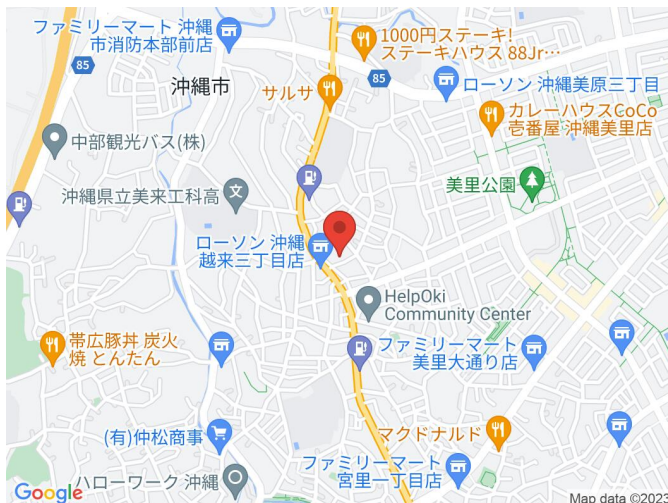 ファミリーマート 沖縄
市消防本部前店
1000円ステーキ!
ステーキハウス 88Jr…
85
沖縄市
サルサ
85
ローソン 沖縄美原三丁目
カレーハウスCoCo
壱番屋 沖縄美里店
中部観光バス(株)
美里公園
沖縄県立美来工科高
文
ローソン 沖縄
越来三丁目店
HelpOki
Community Center
帯広豚丼 炭火
焼 とんたん
ファミリーマート
美里大通り店
(有)仲松商事
マクドナルド
ハローワーク 沖縄
ファミリーマート
宮里一丁目店
Google
Map data ©2023